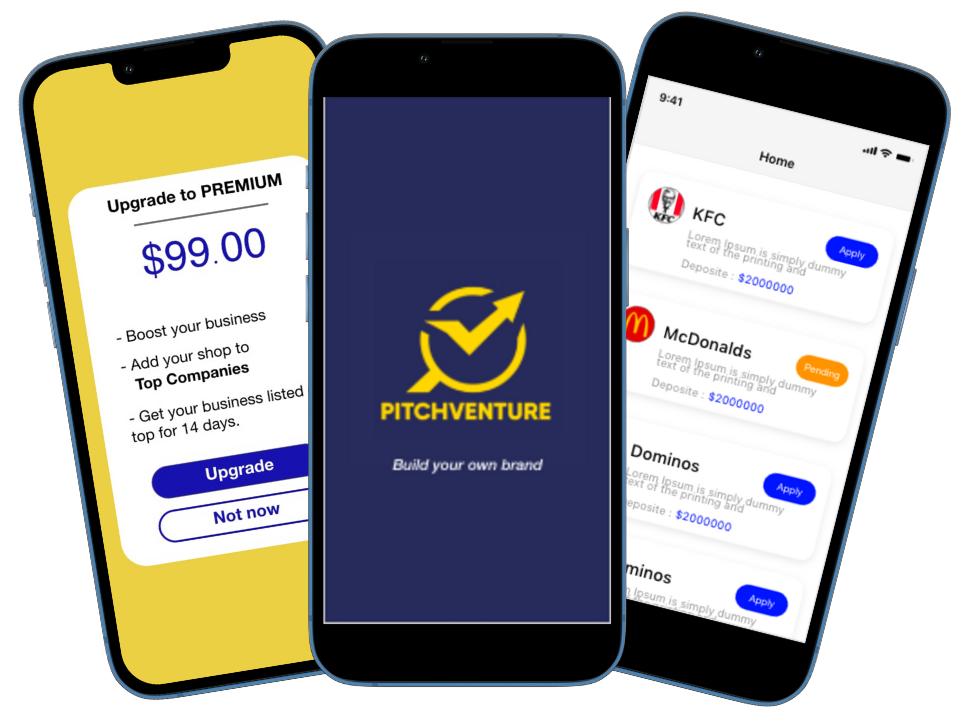 Upgrade to PREMIUM
$99.00
- Boost your business
- Add your shop to
Top Companies
- Get your business listed
top for 14 days.
Upgrade
Not now
PITCHVENTURE
Build your own brand
9:41
Home
KFC
KFC
Lorem Ipsum is simply dummy
text of the printing and
Deposite : $2000000
Apply
McDonalds
Lorem Ipsum is simply dummy
text of the printing and
Deposite : $2000000
Pending
Dominos
Lorem Ipsum is simply dummy
text of the printing and
eposite : $2000000
Apply
minos
Ipsum is simply dummy
of the printing and
Apply